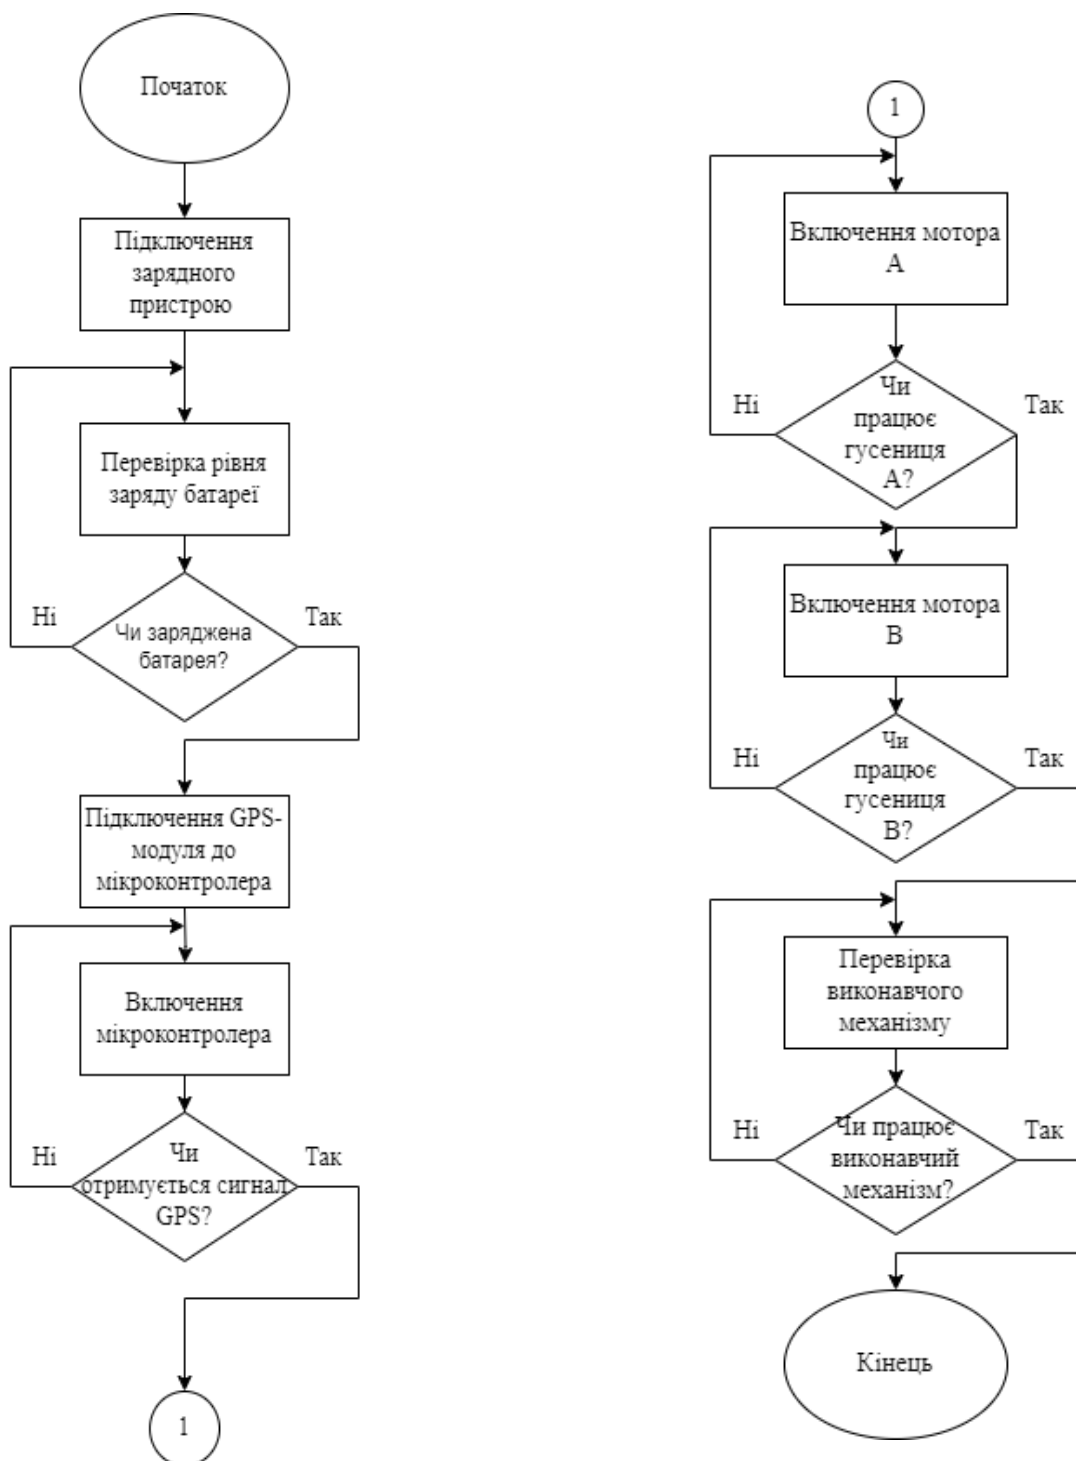 Початок
Підключення
зарядного
пристрою
Перевірка рівня
заряду батареї
Ні
Так
Чи заряджена
батарея?
Підключення GPS-
модуля до
мікроконтролера
Включення
мікроконтролера
Ні
Так
Чи
отримується сигнал
GPS?
1
1
Включення мотора
А
Ні
Так
Чи
працює
гусениця
А?
Включення мотора
В
Ні
Так
Чи
працює
гусениця
В?
Перевірка
виконавчого
механізму
Ні
Так
Чи працює
виконавчий
механізм?
Кінець